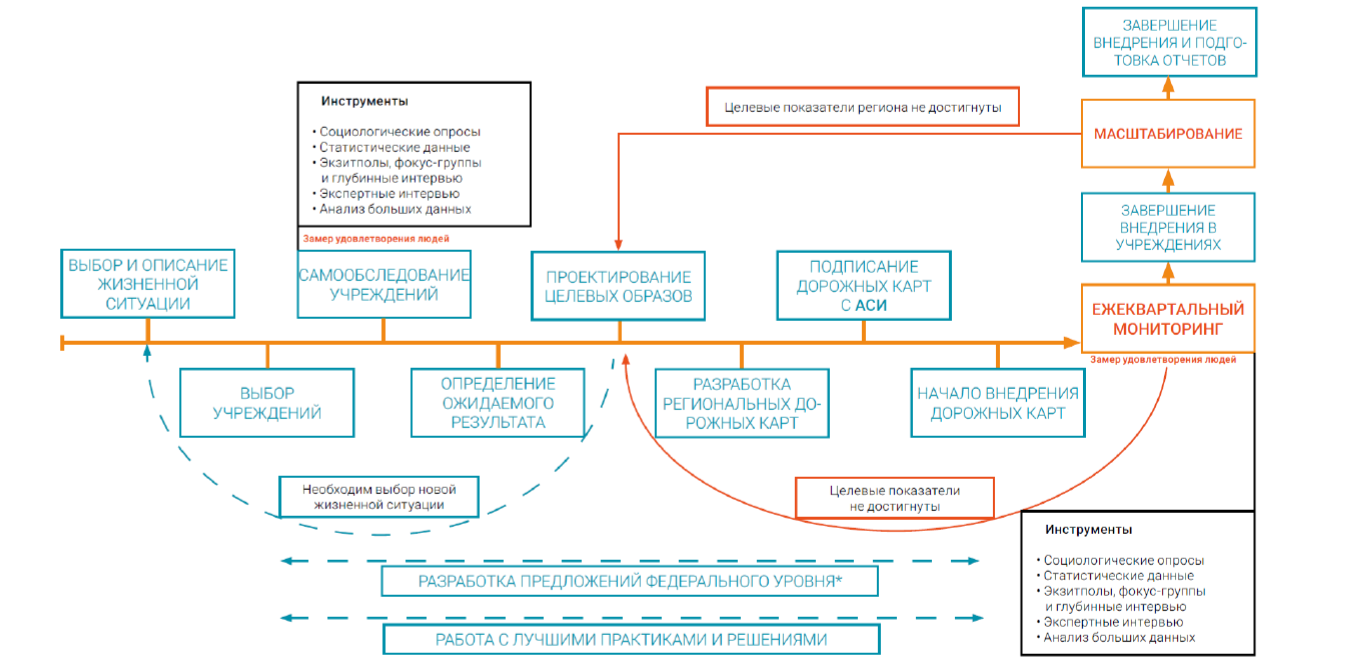 ЗАВЕРШЕНИЕ
ВНЕДРЕНИЯ И ПОДГО-
ТОВКА ОТЧЕТОВ
Инструменты
• Социологические опросы
• Статистические данные
• Экзитполы, фокус-группы
и глубинные интервью
• Экспертные интервью
• Анализ больших данных
Целевые показатели региона не достигнуты
МАСШТАБИРОВАНИЕ
ЗАВЕРШЕНИЕ
ВНЕДРЕНИЯ В
УЧРЕЖДЕНИЯХ
Замер удовлетворения людей
ВЫБОР И ОПИСАНИЕ
ЖИЗНЕННОЙ
СИТУАЦИИ
САМООБСЛЕДОВАНИЕ
УЧРЕЖДЕНИЙ
ПРОЕКТИРОВАНИЕ
ЦЕЛЕВЫХ ОБРАЗОВ
ПОДПИСАНИЕ
ДОРОЖНЫХ КАРТ
С АСИ
ЕЖЕКВАРТАЛЬНЫЙ
МОНИТОРИНГ
Замер удовлетворения людей
ВЫБОР
УЧРЕЖДЕНИЙ
ОПРЕДЕЛЕНИЕ
ОЖИДАЕМОГО
РЕЗУЛЬТАТА
РАЗРАБОТКА
РЕГИОНАЛЬНЫХ ДО-
РОЖНЫХ КАРТ
НАЧАЛО ВНЕДРЕНИЯ
ДОРОЖНЫХ КАРТ
Необходим выбор новой
жизненной ситуации
Целевые показатели
не достигнуты
Инструменты
• Социологические опросы
• Статистические данные
• Экзитполы, фокус-группы
и глубинные интервью
• Экспертные интервью
• Анализ больших данных
РАЗРАБОТКА ПРЕДЛОЖЕНИЙ ФЕДЕРАЛЬНОГО УРОВНЯ*
РАБОТА С ЛУЧШИМИ ПРАКТИКАМИ И РЕШЕНИЯМИ